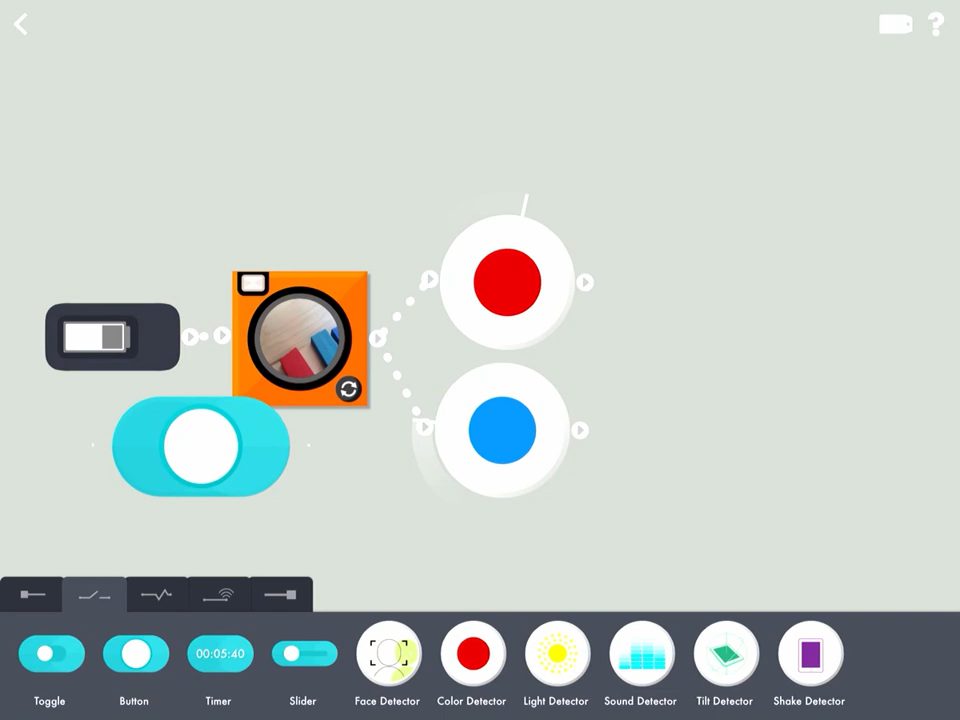 00:05:40
Toggle
Button
Timer
Slider
Face Detector
Color Detector
Light Detector
Sound Detector
Tilt Detector
Shake Detector